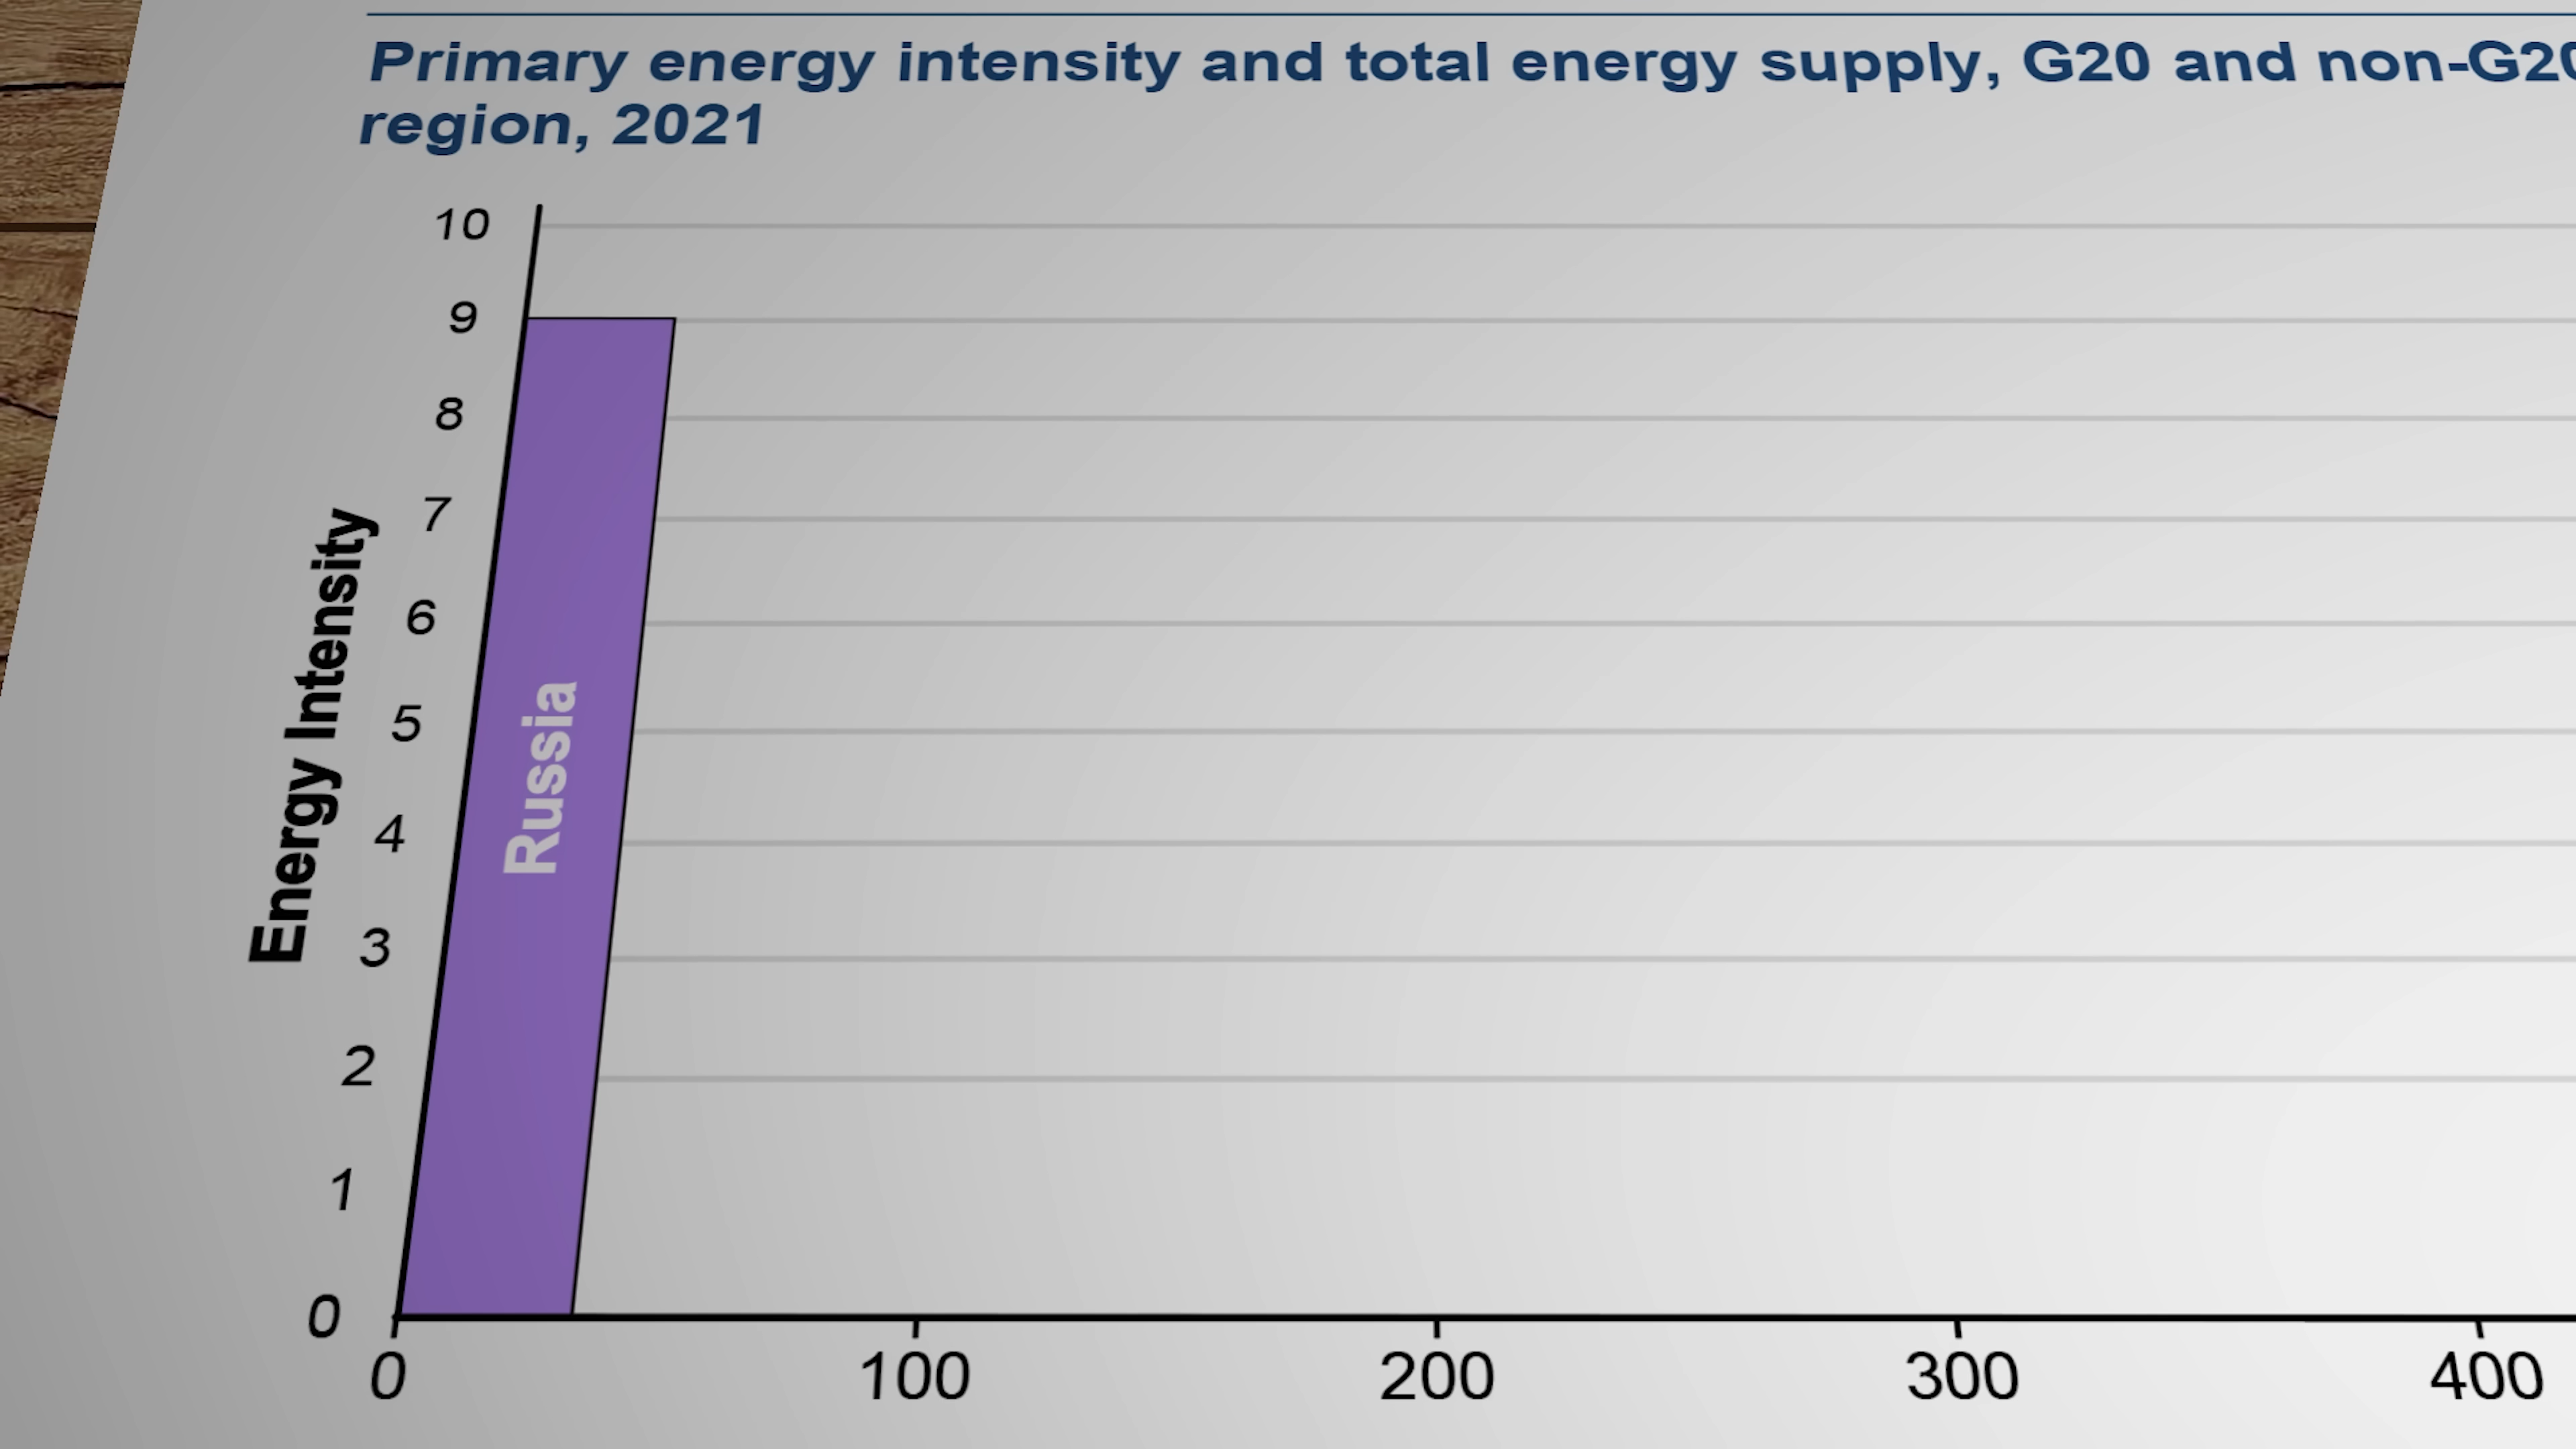 Primary energy intensity and total energy supply, G20 and non-G20
region, 2021
10
9
8
7
6
5
4
3
2
1
0
Energy Intensity
Russia
0 100 200 300 400